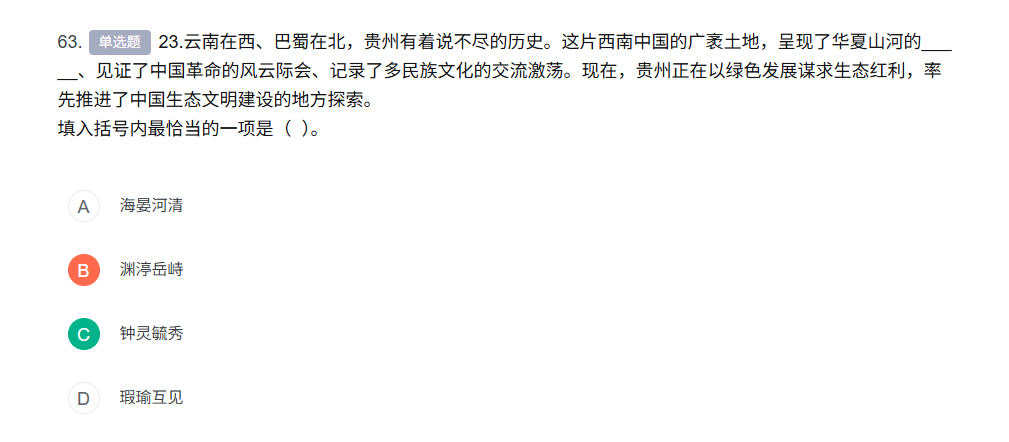 63. 单选题 23.云南在西、巴蜀在北，贵州有着说不尽的历史。这片西南中国的广袤土地，呈现了华夏山河的___
__、见证了中国革命的风云际会、记录了多民族文化的交流激荡。现在，贵州正在以绿色发展谋求生态红利，率
先推进了中国生态文明建设的地方探索。
填入括号内最恰当的一项是（ ）。
A 海晏河清
B 渊渟岳峙
C 钟灵毓秀
D 瑕瑜互见